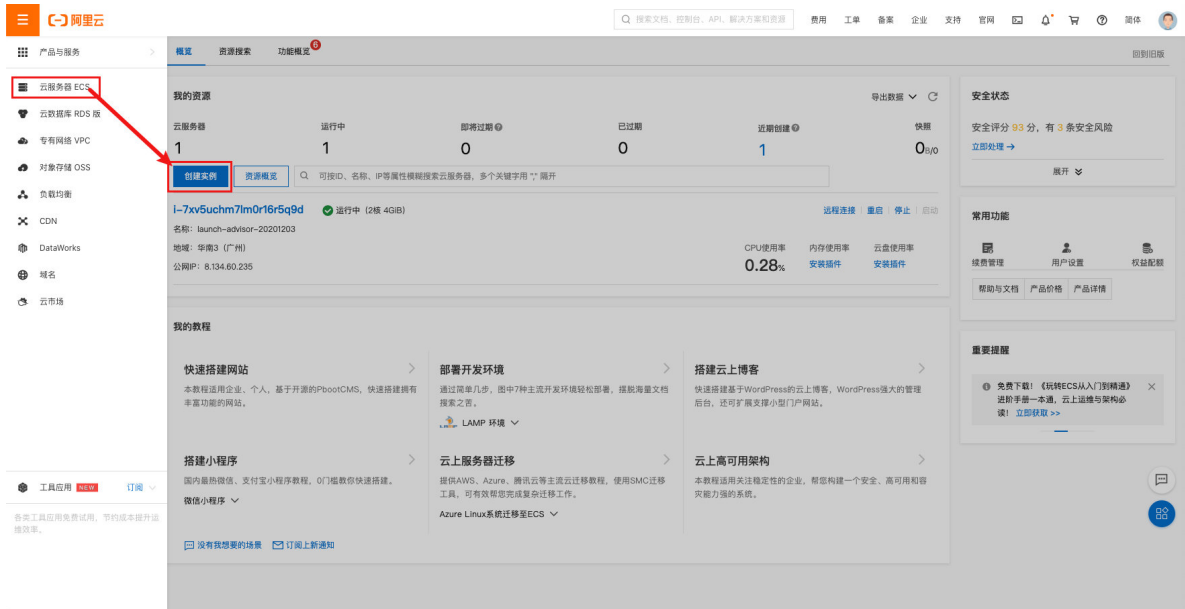 阿里云
搜索文档、控制台、API、解决方案和资源
费用 工单 备案 企业 支持 官网 简体
产品与服务
云服务器 ECS
云数据库 RDS 版
专有网络 VPC
对象存储 OSS
负载均衡
CDN
DataWorks
域名
云市场
工具应用 NEW 订阅
各类工具应用免费试用，节约成本提升运
维效率。
概览 资源搜索 功能概览 6
回到旧版
我的资源
导出数据
云服务器 运行中 即将过期 已过期 近期创建 快照
1 1 0 0 1 0B/0
创建实例 资源概览 可按ID、名称、IP等属性模糊搜索云服务器，多个关键字用 "," 隔开
i-7xv5uchm7lm0r16r5q9d 运行中 (2核 4GiB) 远程连接 重启 停止 启动
名称: launch-advisor-20201203
地域: 华南3（广州） CPU使用率 内存使用率 云盘使用率
公网IP: 8.134.60.235 0.28% 安装插件 安装插件
我的教程
快速搭建网站
本教程适用企业、个人，基于开源的PbootCMS，快速搭建拥有
丰富功能的网站。
部署开发环境
通过简单几步，图中7种主流开发环境轻松部署，摆脱海量文档
搜索之苦。
LAMP 环境
搭建云上博客
快速搭建基于WordPress的云上博客，WordPress强大的管理
后台，还可扩展支撑小型门户网站。
搭建小程序
国内最热微信、支付宝小程序教程，0门槛教你快速搭建。
微信小程序
云上服务器迁移
提供AWS、Azure、腾讯云等主流云迁移教程，使用SMC迁移
工具，可有效帮您完成复杂迁移工作。
Azure Linux系统迁移至ECS
云上高可用架构
本教程适用关注稳定性的企业，帮您构建一个安全、高可用和容
灾能力强的系统。
没有我想要的场景 订阅上新通知
安全状态
安全评分 93 分，有 3 条安全风险
立即处理 →
展开
常用功能
续费管理 用户设置 权益配额
帮助与文档 产品价格 产品详情
重要提醒
免费下载！《玩转ECS从入门到精通》
进阶手册一本通，云上运维与架构必
读！ 立即获取 >>